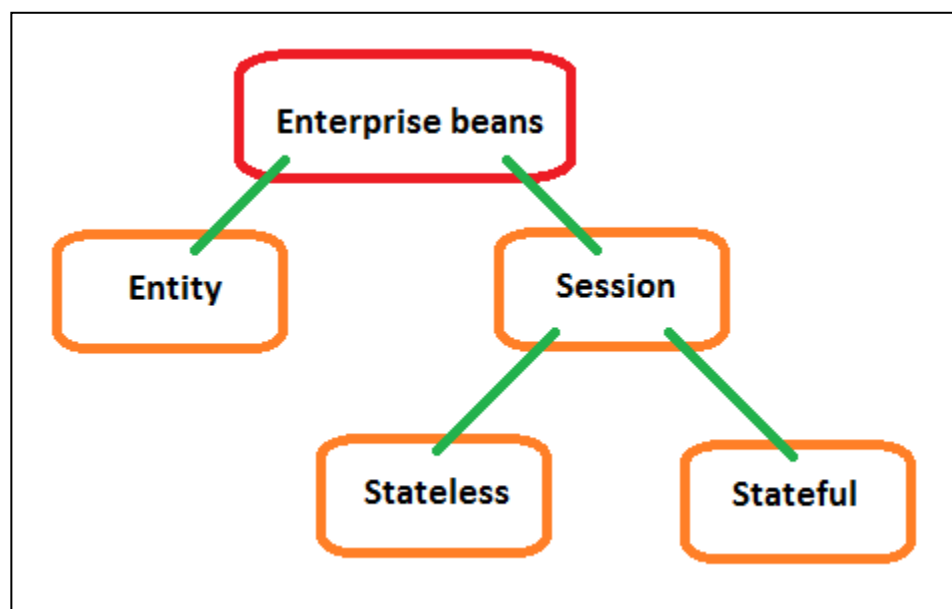 Enterprise beans
Entity
Session
Stateless
Stateful